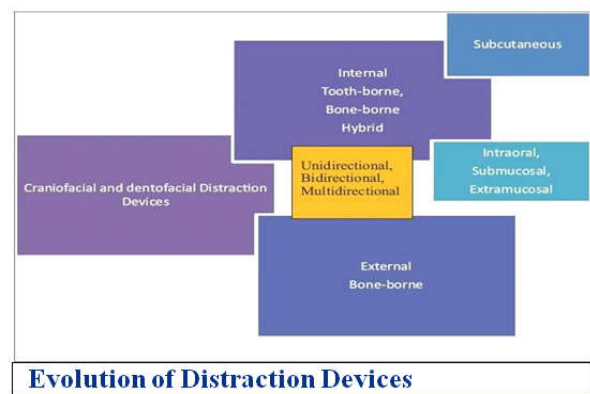 Subcutaneous
Internal
Tooth-borne,
Bone-borne
Hybrid
Intraoral,
Submucosal,
Extramucosal
Unidirectional,
Bidirectional,
Multidirectional
Craniofacial and dentofacial Distraction
Devices
External
Bone-borne
Evolution of Distraction Devices